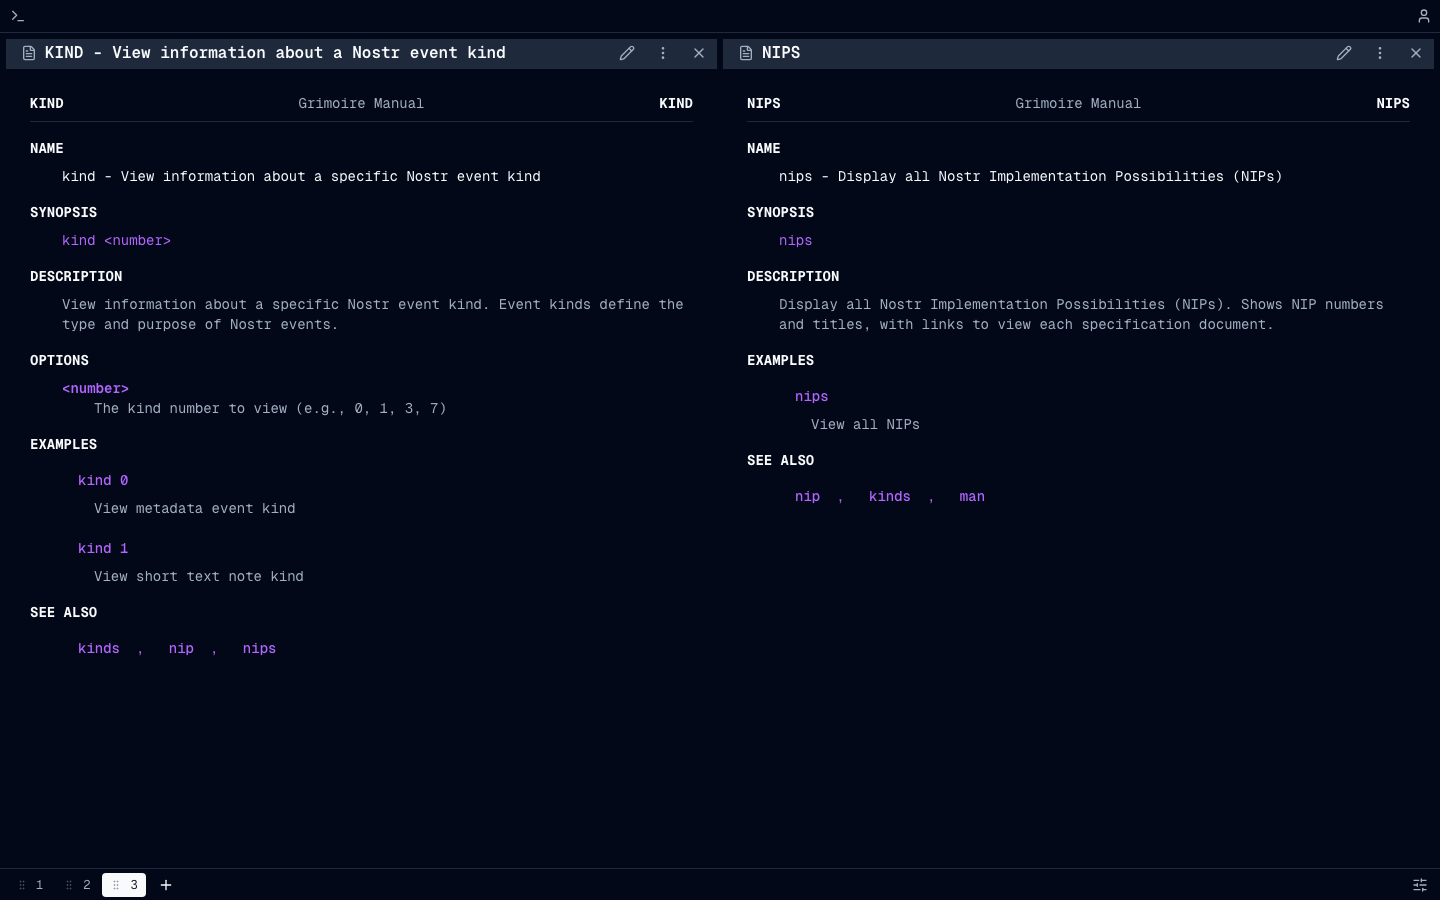 KIND - View information about a Nostr event kind
KIND Grimoire Manual KIND
NAME
kind - View information about a specific Nostr event kind
SYNOPSIS
kind <number>
DESCRIPTION
View information about a specific Nostr event kind. Event kinds define the
type and purpose of Nostr events.
OPTIONS
<number>
The kind number to view (e.g., 0, 1, 3, 7)
EXAMPLES
kind 0
View metadata event kind
kind 1
View short text note kind
SEE ALSO
kinds , nip , nips
NIPS
NIPS Grimoire Manual NIPS
NAME
nips - Display all Nostr Implementation Possibilities (NIPs)
SYNOPSIS
nips
DESCRIPTION
Display all Nostr Implementation Possibilities (NIPs). Shows NIP numbers
and titles, with links to view each specification document.
EXAMPLES
nips
View all NIPs
SEE ALSO
nip , kinds , man
1 2 3